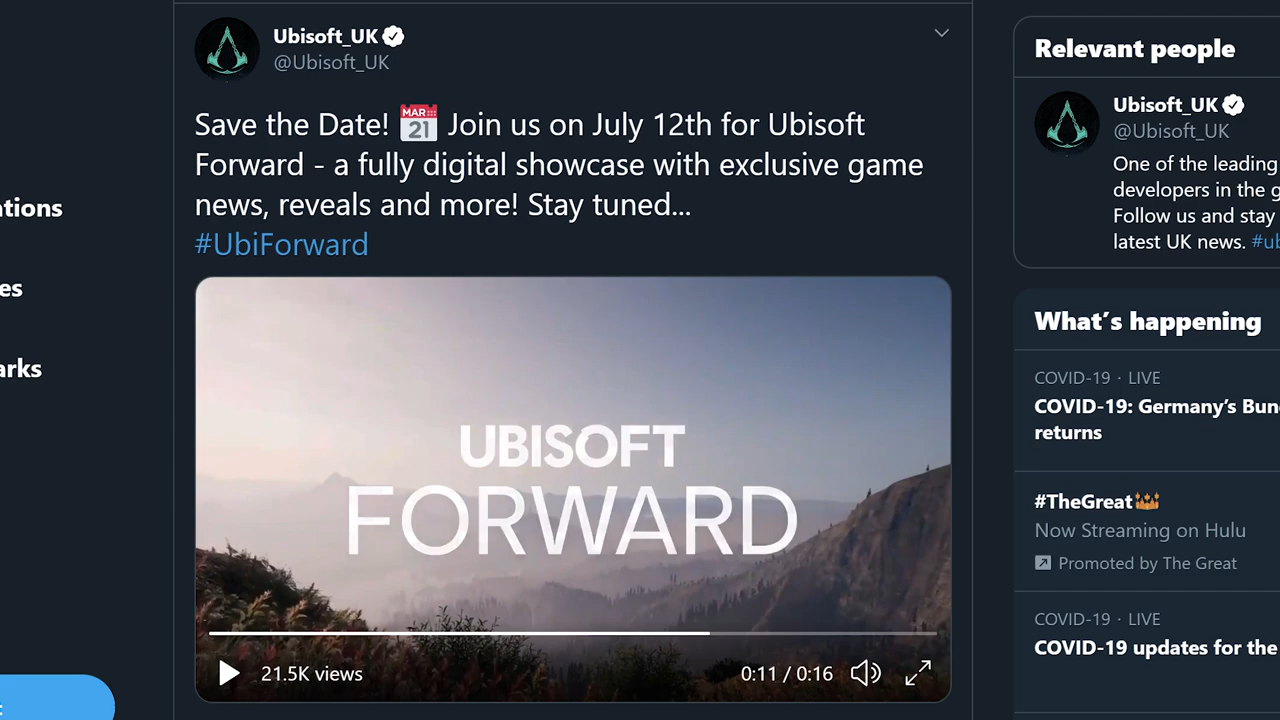 Ubisoft_UK
@Ubisoft_UK
Save the Date! MAR 21 Join us on July 12th for Ubisoft
Forward - a fully digital showcase with exclusive game
news, reveals and more! Stay tuned...
#UbiForward
UBISOFT
FORWARD
21.5K views
0:11 / 0:16
ations
es
arks
Relevant people
Ubisoft_UK
@Ubisoft_UK
One of the leading
developers in the g
Follow us and stay
latest UK news. #ub
What's happening
COVID-19 · LIVE
COVID-19: Germany's Bun
returns
#TheGreat
Now Streaming on Hulu
Promoted by The Great
COVID-19 · LIVE
COVID-19 updates for the